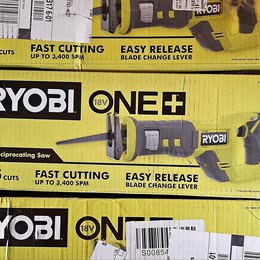 CUTS
FAST CUTTING
UP TO 3,400 SPM
EASY RELEASE
BLADE CHANGE LEVER
RYOBI
18V
ONE+
RYOBI
Reciprocating Saw
CUTS
FAST CUTTING
UP TO 3,400 SPM
EASY RELEASE
BLADE CHANGE LEVER
RYOBI
18V
ONE
S00854